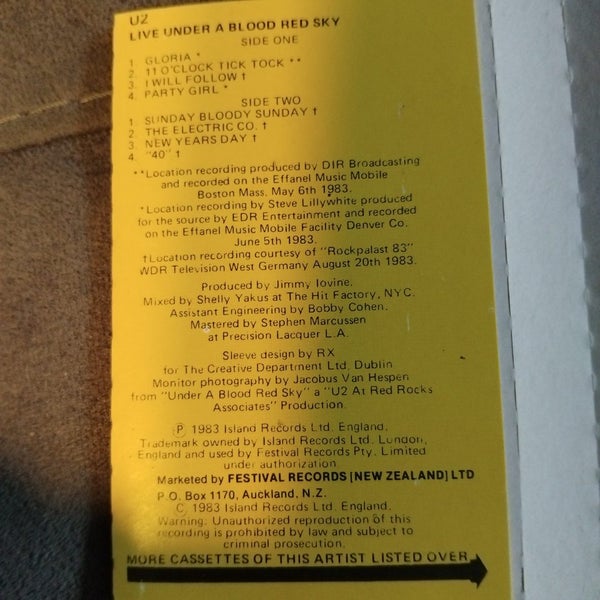 U2
LIVE UNDER A BLOOD RED SKY
SIDE ONE
1. GLORIA *
2. 11 O'CLOCK TICK TOCK **
3. I WILL FOLLOW †
4. PARTY GIRL *
SIDE TWO
1. SUNDAY BLOODY SUNDAY †
2. THE ELECTRIC CO. †
3. NEW YEARS DAY †
4. "40" †
**Location recording produced by DIR Broadcasting
and recorded on the Effanel Music Mobile
Boston Mass. May 6th 1983.
*Location recording by Steve Lillywhite produced
for the source by EDR Entertainment and recorded
on the Effanel Music Mobile Facility Denver Co.
June 5th 1983.
†Location recording courtesy of "Rockpalast 83"
WDR Television West Germany August 20th 1983.
Produced by Jimmy Iovine.
Mixed by Shelly Yakus at The Hit Factory, NYC.
Assistant Engineering by Bobby Cohen.
Mastered by Stephen Marcussen
at Precision Lacquer L.A.
Sleeve design by RX
for The Creative Department Ltd, Dublin
Monitor photography by Jacobus Van Hespen
from "Under A Blood Red Sky" a "U2 At Red Rocks
Associates" Production.
℗ 1983 Island Records Ltd. England.
Trademark owned by Island Records Ltd. London,
England and used by Festival Records Pty. Limited
under authorization.
Marketed by FESTIVAL RECORDS [NEW ZEALAND] LTD
P.O. Box 1170, Auckland, N.Z.
© 1983 Island Records Ltd. England.
Warning: Unauthorized reproduction of this
recording is prohibited by law and subject to
criminal prosecution.
MORE CASSETTES OF THIS ARTIST LISTED OVER